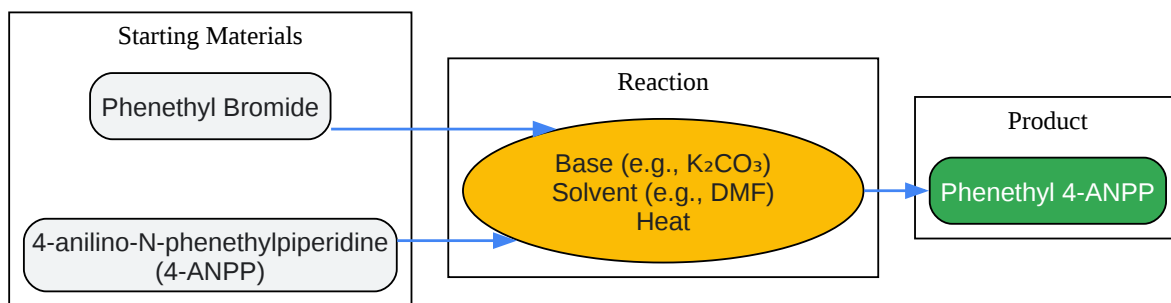 Starting Materials
Phenethyl Bromide
4-anilino-N-phenethylpiperidine
(4-ANPP)
Reaction
Base (e.g., K₂CO₃)
Solvent (e.g., DMF)
Heat
Product
Phenethyl 4-ANPP